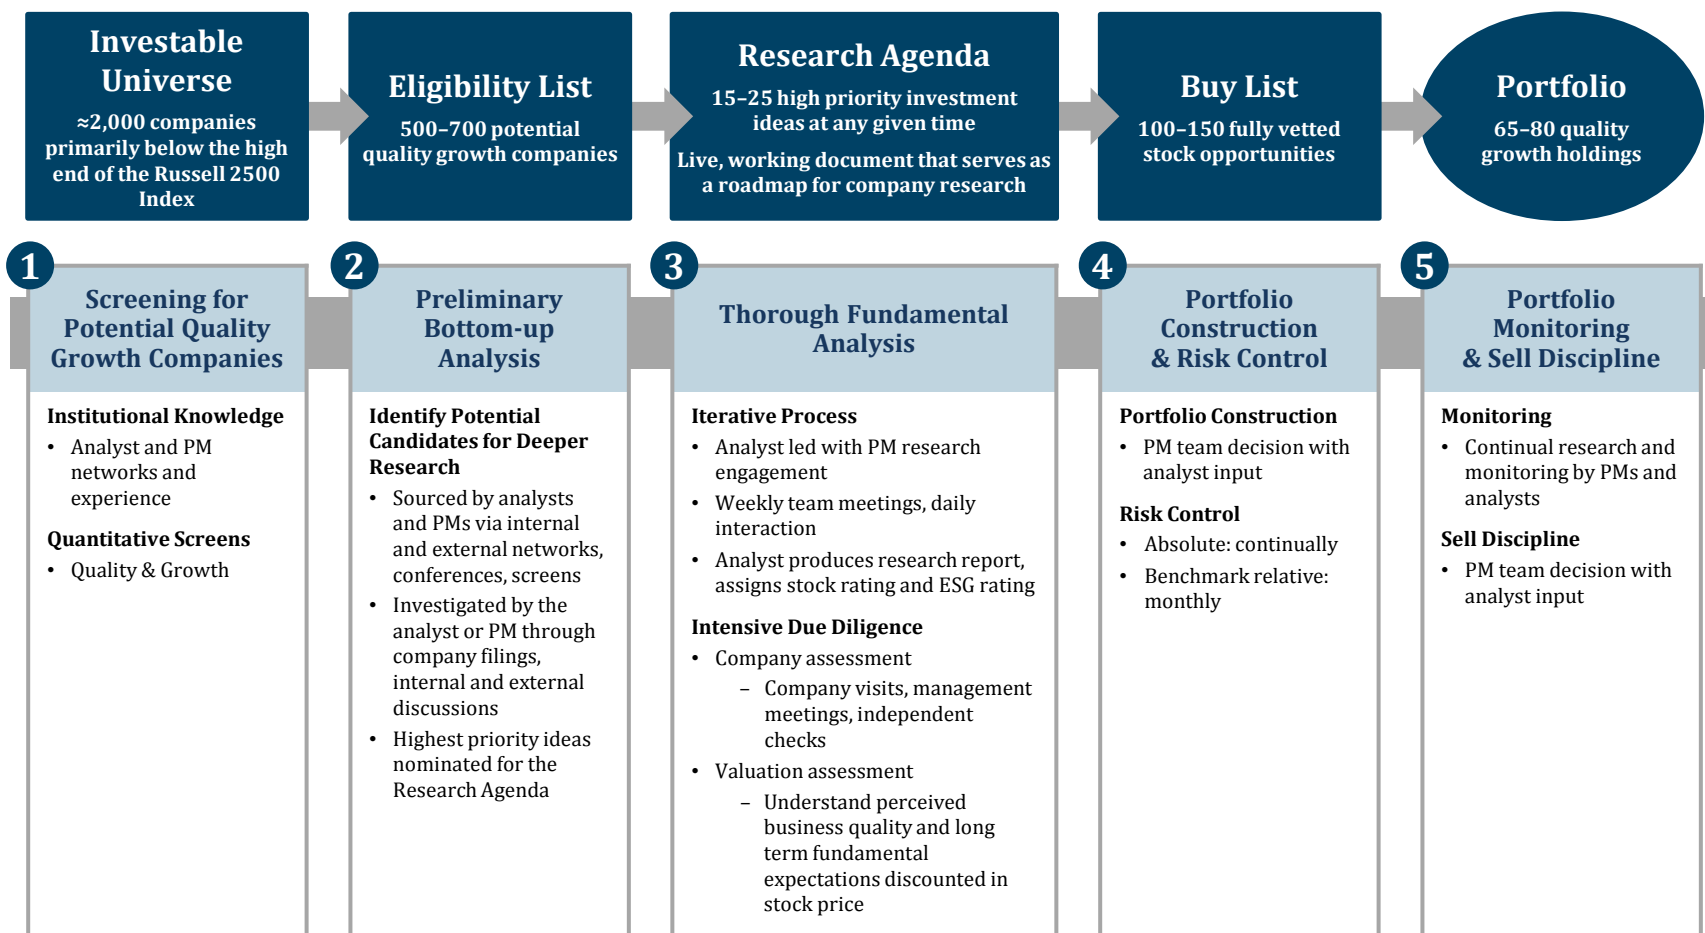 Investable
Universe
≈2,000 companies
primarily below the high
end of the Russell 2500
Index
Eligibility List
500–700 potential
quality growth companies
Research Agenda
15–25 high priority investment
ideas at any given time
Live, working document that serves as
a roadmap for company research
Buy List
100–150 fully vetted
stock opportunities
Portfolio
65–80 quality
growth holdings
1
Screening for
Potential Quality
Growth Companies
Institutional Knowledge
• Analyst and PM
networks and
experience
Quantitative Screens
• Quality & Growth
2
Preliminary
Bottom-up
Analysis
Identify Potential
Candidates for Deeper
Research
• Sourced by analysts
and PMs via internal
and external networks,
conferences, screens
• Investigated by the
analyst or PM through
company filings,
internal and external
discussions
• Highest priority ideas
nominated for the
Research Agenda
3
Thorough Fundamental
Analysis
Iterative Process
• Analyst led with PM research
engagement
• Weekly team meetings, daily
interaction
• Analyst produces research report,
assigns stock rating and ESG rating
Intensive Due Diligence
• Company assessment
– Company visits, management
meetings, independent
checks
• Valuation assessment
– Understand perceived
business quality and long
term fundamental
expectations discounted in
stock price
4
Portfolio
Construction
& Risk Control
Portfolio Construction
• PM team decision with
analyst input
Risk Control
• Absolute: continually
• Benchmark relative:
monthly
5
Portfolio
Monitoring
& Sell Discipline
Monitoring
• Continual research and
monitoring by PMs and
analysts
Sell Discipline
• PM team decision with
analyst input